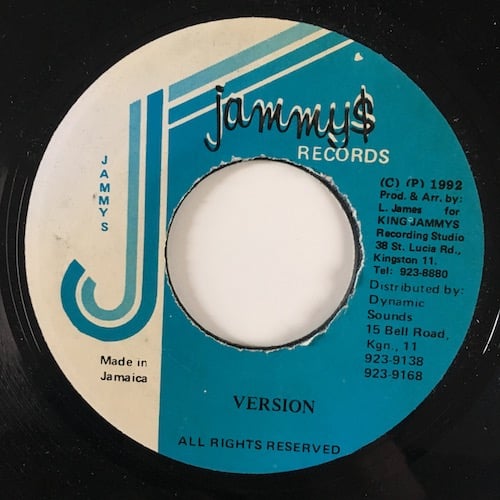 jammy$
RECORDS
JAMMYS
(C) (P) 1992
Prod. & Arr. by:
L. James for
KING JAMMYS
Recording Studio
38 St. Lucia Rd.,
Kingston 11.
Tel: 923-8880
Distributed by:
Dynamic
Sounds
15 Bell Road,
Kgn., 11
923-9138
923-9168
Made in
Jamaica
VERSION
ALL RIGHTS RESERVED